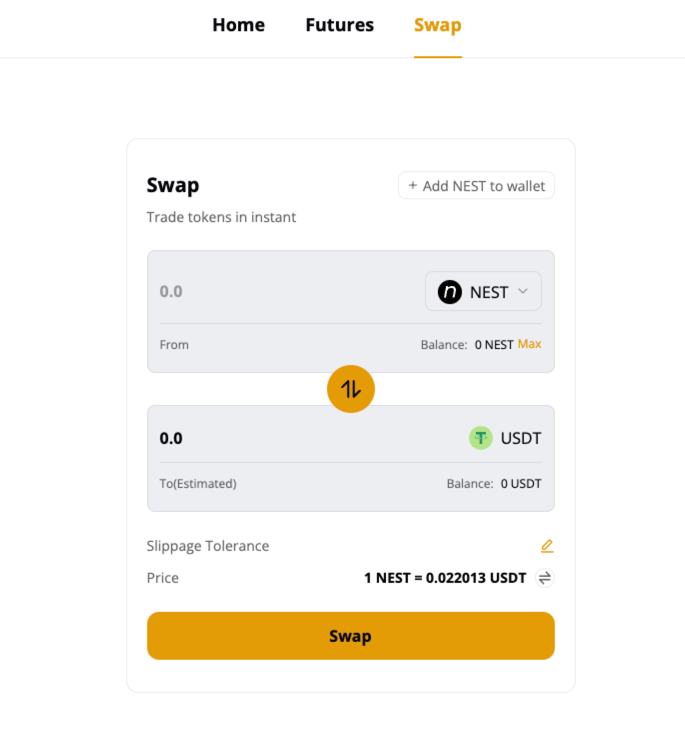 Home Futures Swap
Swap
+ Add NEST to wallet
Trade tokens in instant
0.0
n NEST
From
Balance: 0 NEST Max
0.0
T USDT
To(Estimated)
Balance: 0 USDT
Slippage Tolerance
Price
1 NEST = 0.022013 USDT
Swap